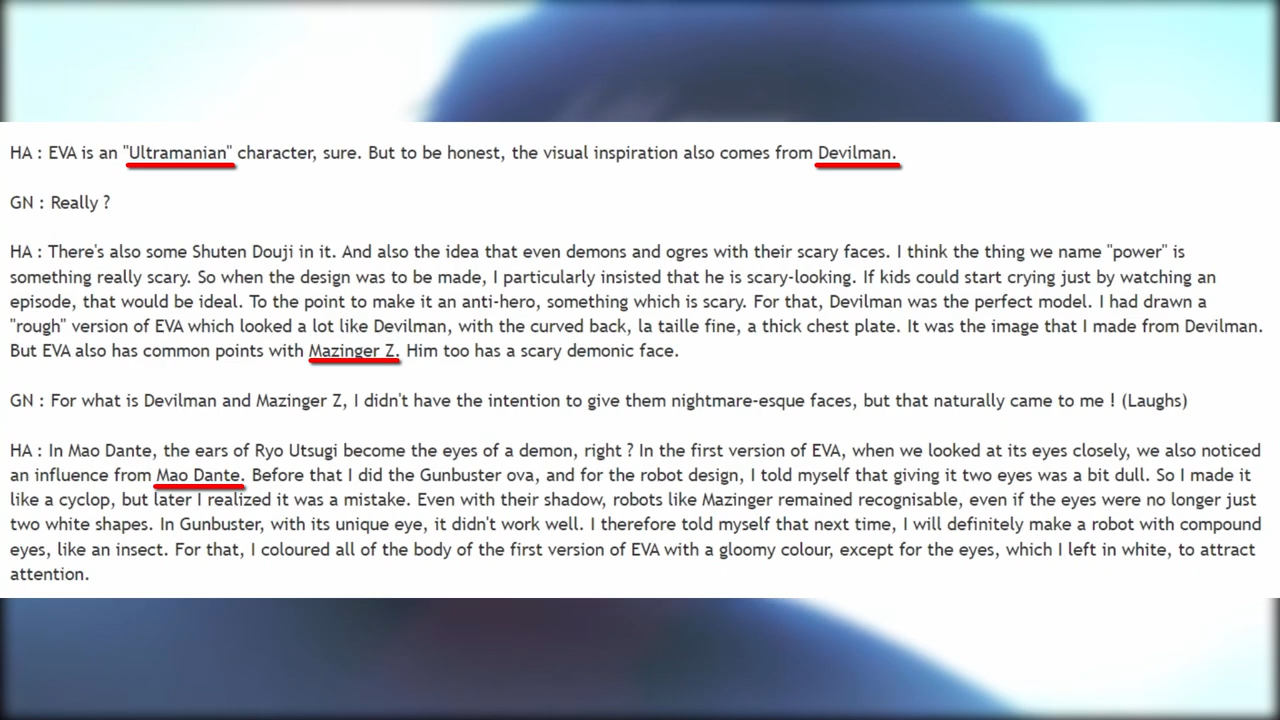 HA : EVA is an "Ultramanian" character, sure. But to be honest, the visual inspiration also comes from Devilman.
GN : Really ?
HA : There's also some Shuten Douji in it. And also the idea that even demons and ogres with their scary faces. I think the thing we name "power" is
something really scary. So when the design was to be made, I particularly insisted that he is scary-looking. If kids could start crying just by watching an
episode, that would be ideal. To the point to make it an anti-hero, something which is scary. For that, Devilman was the perfect model. I had drawn a
"rough" version of EVA which looked a lot like Devilman, with the curved back, la taille fine, a thick chest plate. It was the image that I made from Devilman.
But EVA also has common points with Mazinger Z. Him too has a scary demonic face.
GN : For what is Devilman and Mazinger Z, I didn't have the intention to give them nightmare-esque faces, but that naturally came to me ! (Laughs)
HA : In Mao Dante, the ears of Ryo Utsugi become the eyes of a demon, right ? In the first version of EVA, when we looked at its eyes closely, we also noticed
an influence from Mao Dante. Before that I did the Gunbuster ova, and for the robot design, I told myself that giving it two eyes was a bit dull. So I made it
like a cyclop, but later I realized it was a mistake. Even with their shadow, robots like Mazinger remained recognisable, even if the eyes were no longer just
two white shapes. In Gunbuster, with its unique eye, it didn't work well. I therefore told myself that next time, I will definitely make a robot with compound
eyes, like an insect. For that, I coloured all of the body of the first version of EVA with a gloomy colour, except for the eyes, which I left in white, to attract
attention.